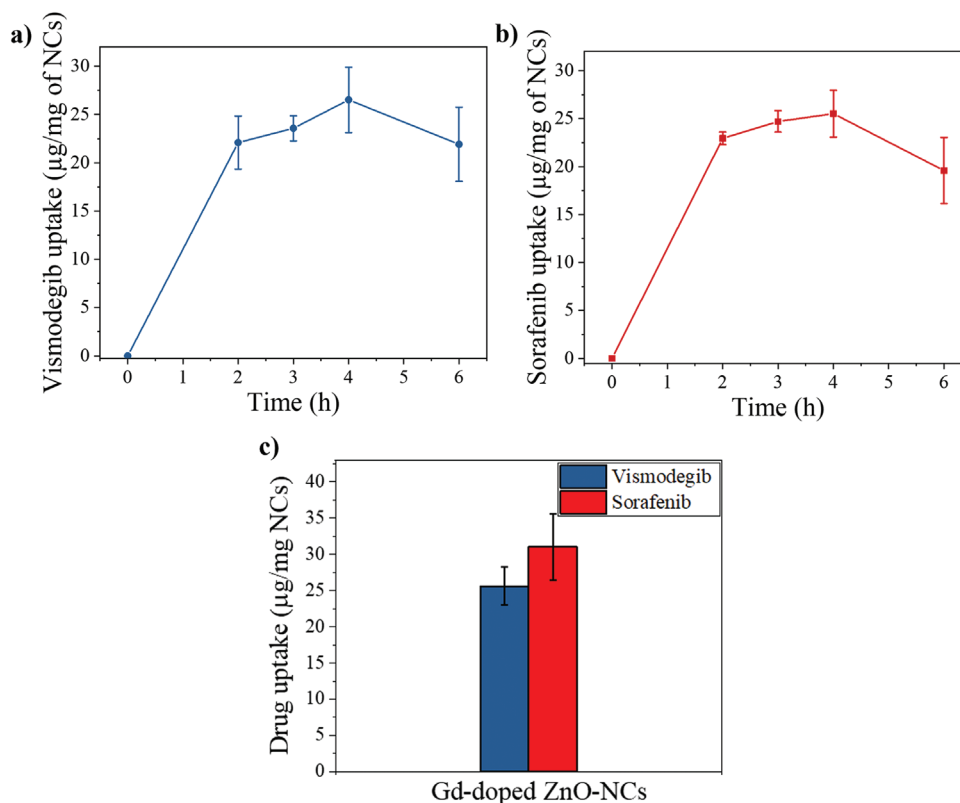 a)
Vismodegib uptake (µg/mg of NCs)
30
25
20
15
10
5
0
0 1 2 3 4 5 6
Time (h)
b)
Sorafenib uptake (µg/mg of NCs)
30
25
20
15
10
5
0
0 1 2 3 4 5 6
Time (h)
c)
Drug uptake (µg/mg NCs)
40
35
30
25
20
15
10
5
0
Vismodegib
Sorafenib
Gd-doped ZnO-NCs